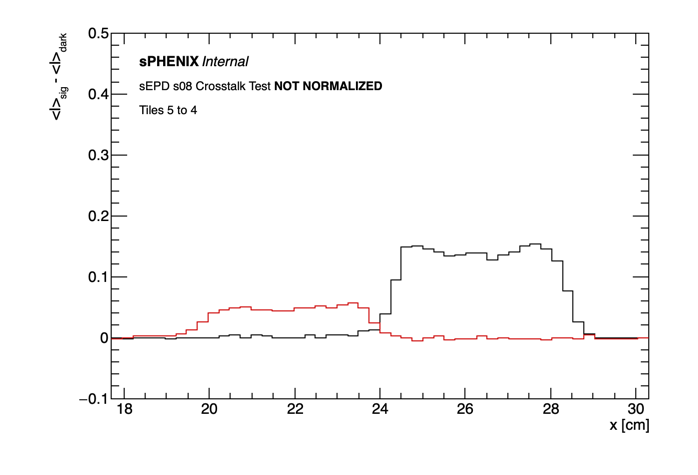 <I>sig - <I>dark
0.5
0.4
0.3
0.2
0.1
0
−0.1
sPHENIX Internal
sEPD s08 Crosstalk Test NOT NORMALIZED
Tiles 5 to 4
18 20 22 24 26 28 30
x [cm]